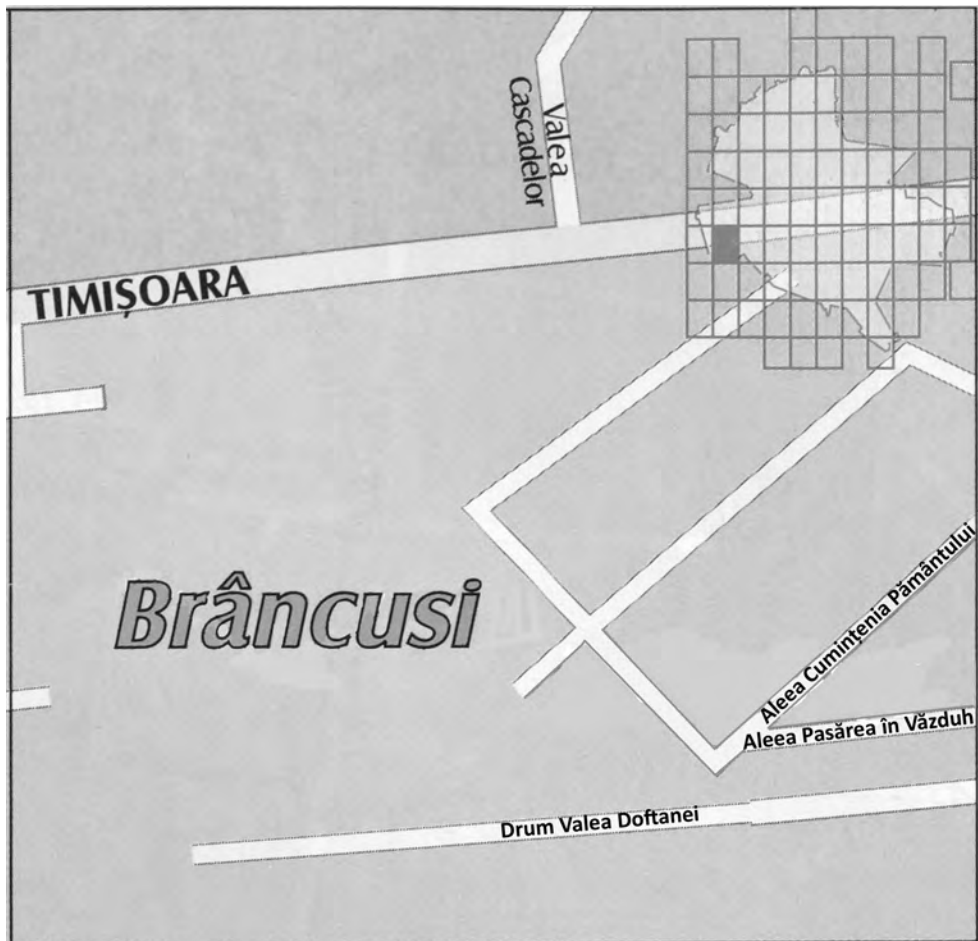 Valea
Cascadelor
TIMIȘOARA
Brâncusi
Aleea Cumințenia Pământului
Aleea Pasărea în Văzduh
Drum Valea Doftanei